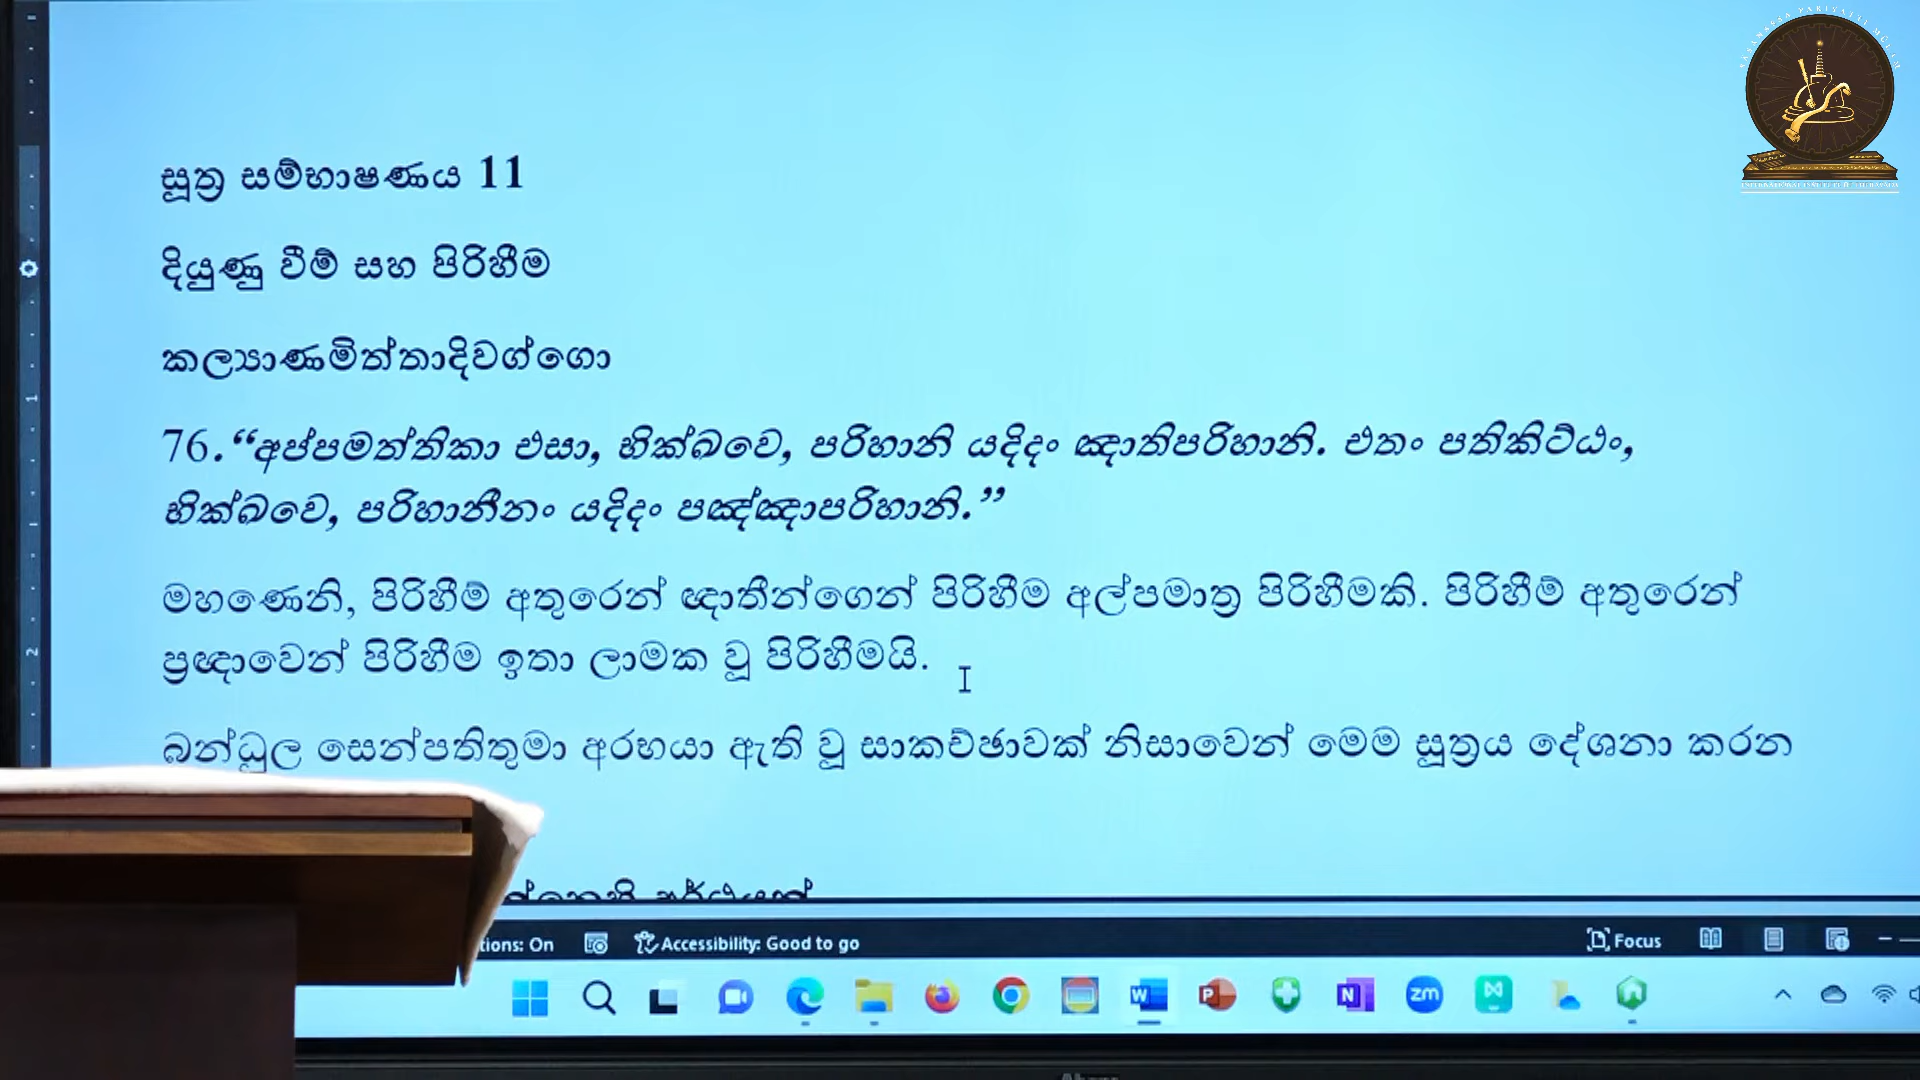 සූත්‍ර සම්භාෂණය 11
දියුණු වීම් සහ පිරිහීම
කල්‍යාණමිත්තාදිවග්ගො
76.“අප්පමත්තිකා එසා, භික්ඛවෙ, පරිහානි යදිදං ඤාතිපරිහානි. එතං පතිකිට්ඨං,
භික්ඛවෙ, පරිහානීනං යදිදං පඤ්ඤාපරිහානි.”
මහණෙනි, පිරිහීම් අතුරෙන් ඥාතීන්ගෙන් පිරිහීම අල්පමාත්‍ර පිරිහීමකි. පිරිහීම් අතුරෙන්
ප්‍රඥාවෙන් පිරිහීම ඉතා ලාමක වූ පිරිහීමයි.
බන්ධුල සෙන්පතිතුමා අරභයා ඇති වූ සාකච්ඡාවක් නිසාවෙන් මෙම සූත්‍රය දේශනා කරන
tions: On Accessibility: Good to go Focus